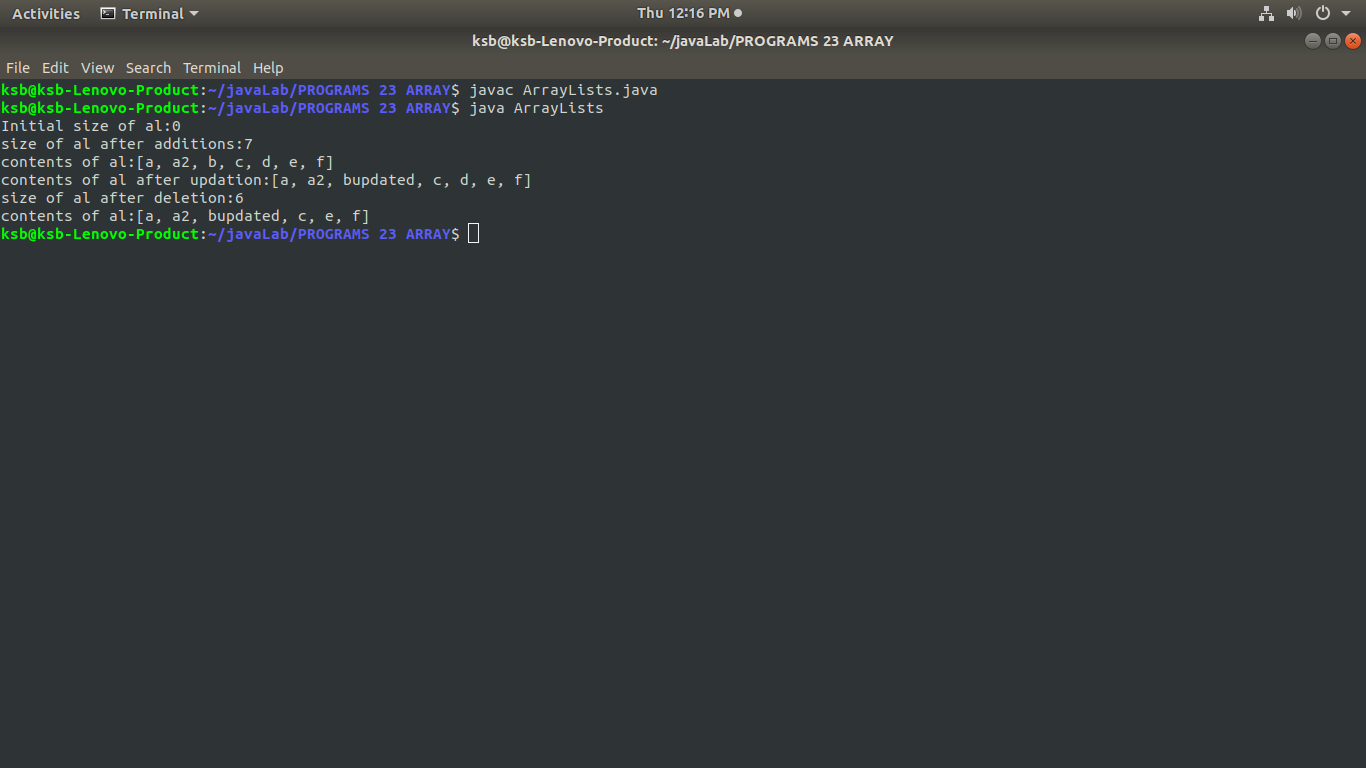 Activities Terminal Thu 12:16 PM
ksb@ksb-Lenovo-Product: ~/javaLab/PROGRAMS 23 ARRAY
File Edit View Search Terminal Help
ksb@ksb-Lenovo-Product:~/javaLab/PROGRAMS 23 ARRAY$ javac ArrayLists.java
ksb@ksb-Lenovo-Product:~/javaLab/PROGRAMS 23 ARRAY$ java ArrayLists
Initial size of al:0
size of al after additions:7
contents of al:[a, a2, b, c, d, e, f]
contents of al after updation:[a, a2, bupdated, c, d, e, f]
size of al after deletion:6
contents of al:[a, a2, bupdated, c, e, f]
ksb@ksb-Lenovo-Product:~/javaLab/PROGRAMS 23 ARRAY$